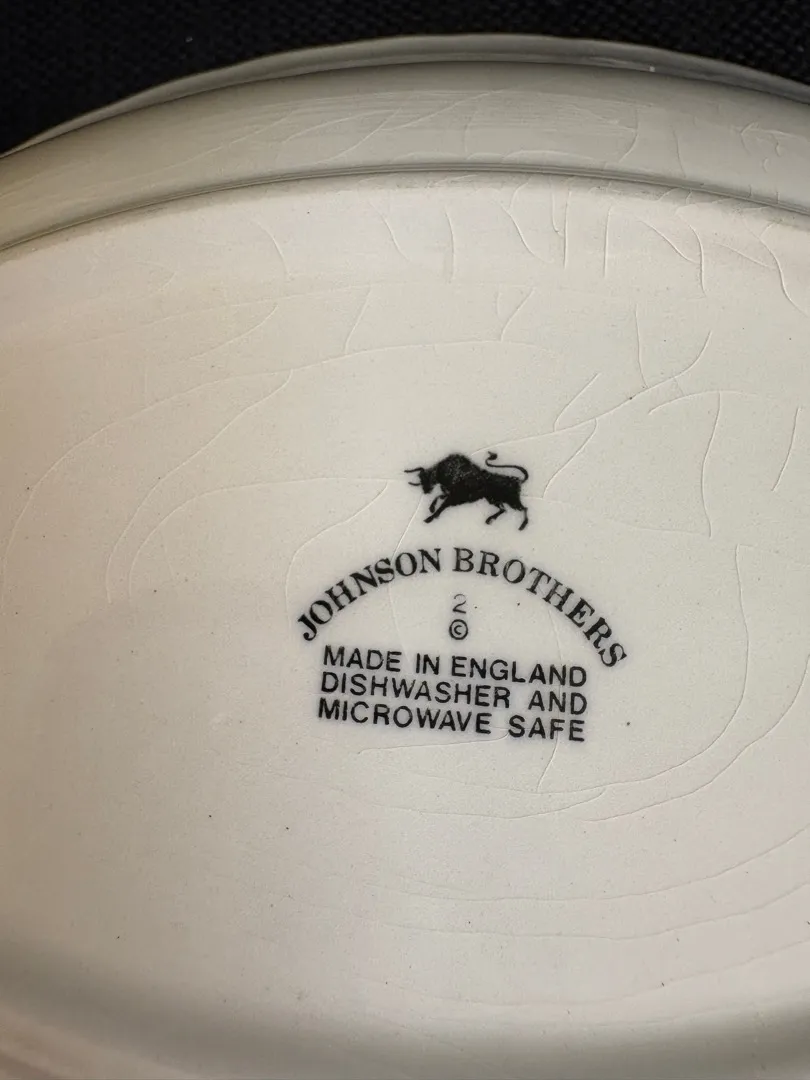 JOHNSON BROTHERS
2
©
MADE IN ENGLAND
DISHWASHER AND
MICROWAVE SAFE